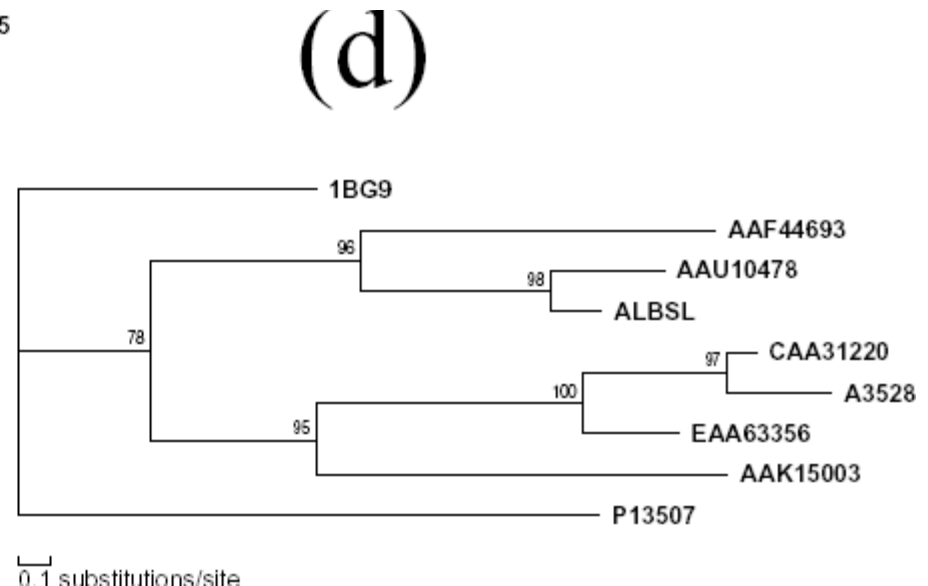 5
(d)
1BG9
AAF44693
96
AAU10478
98
ALBSL
78
CAA31220
97
A3528
100
EAA63356
95
AAK15003
P13507
0.1 substitutions/site